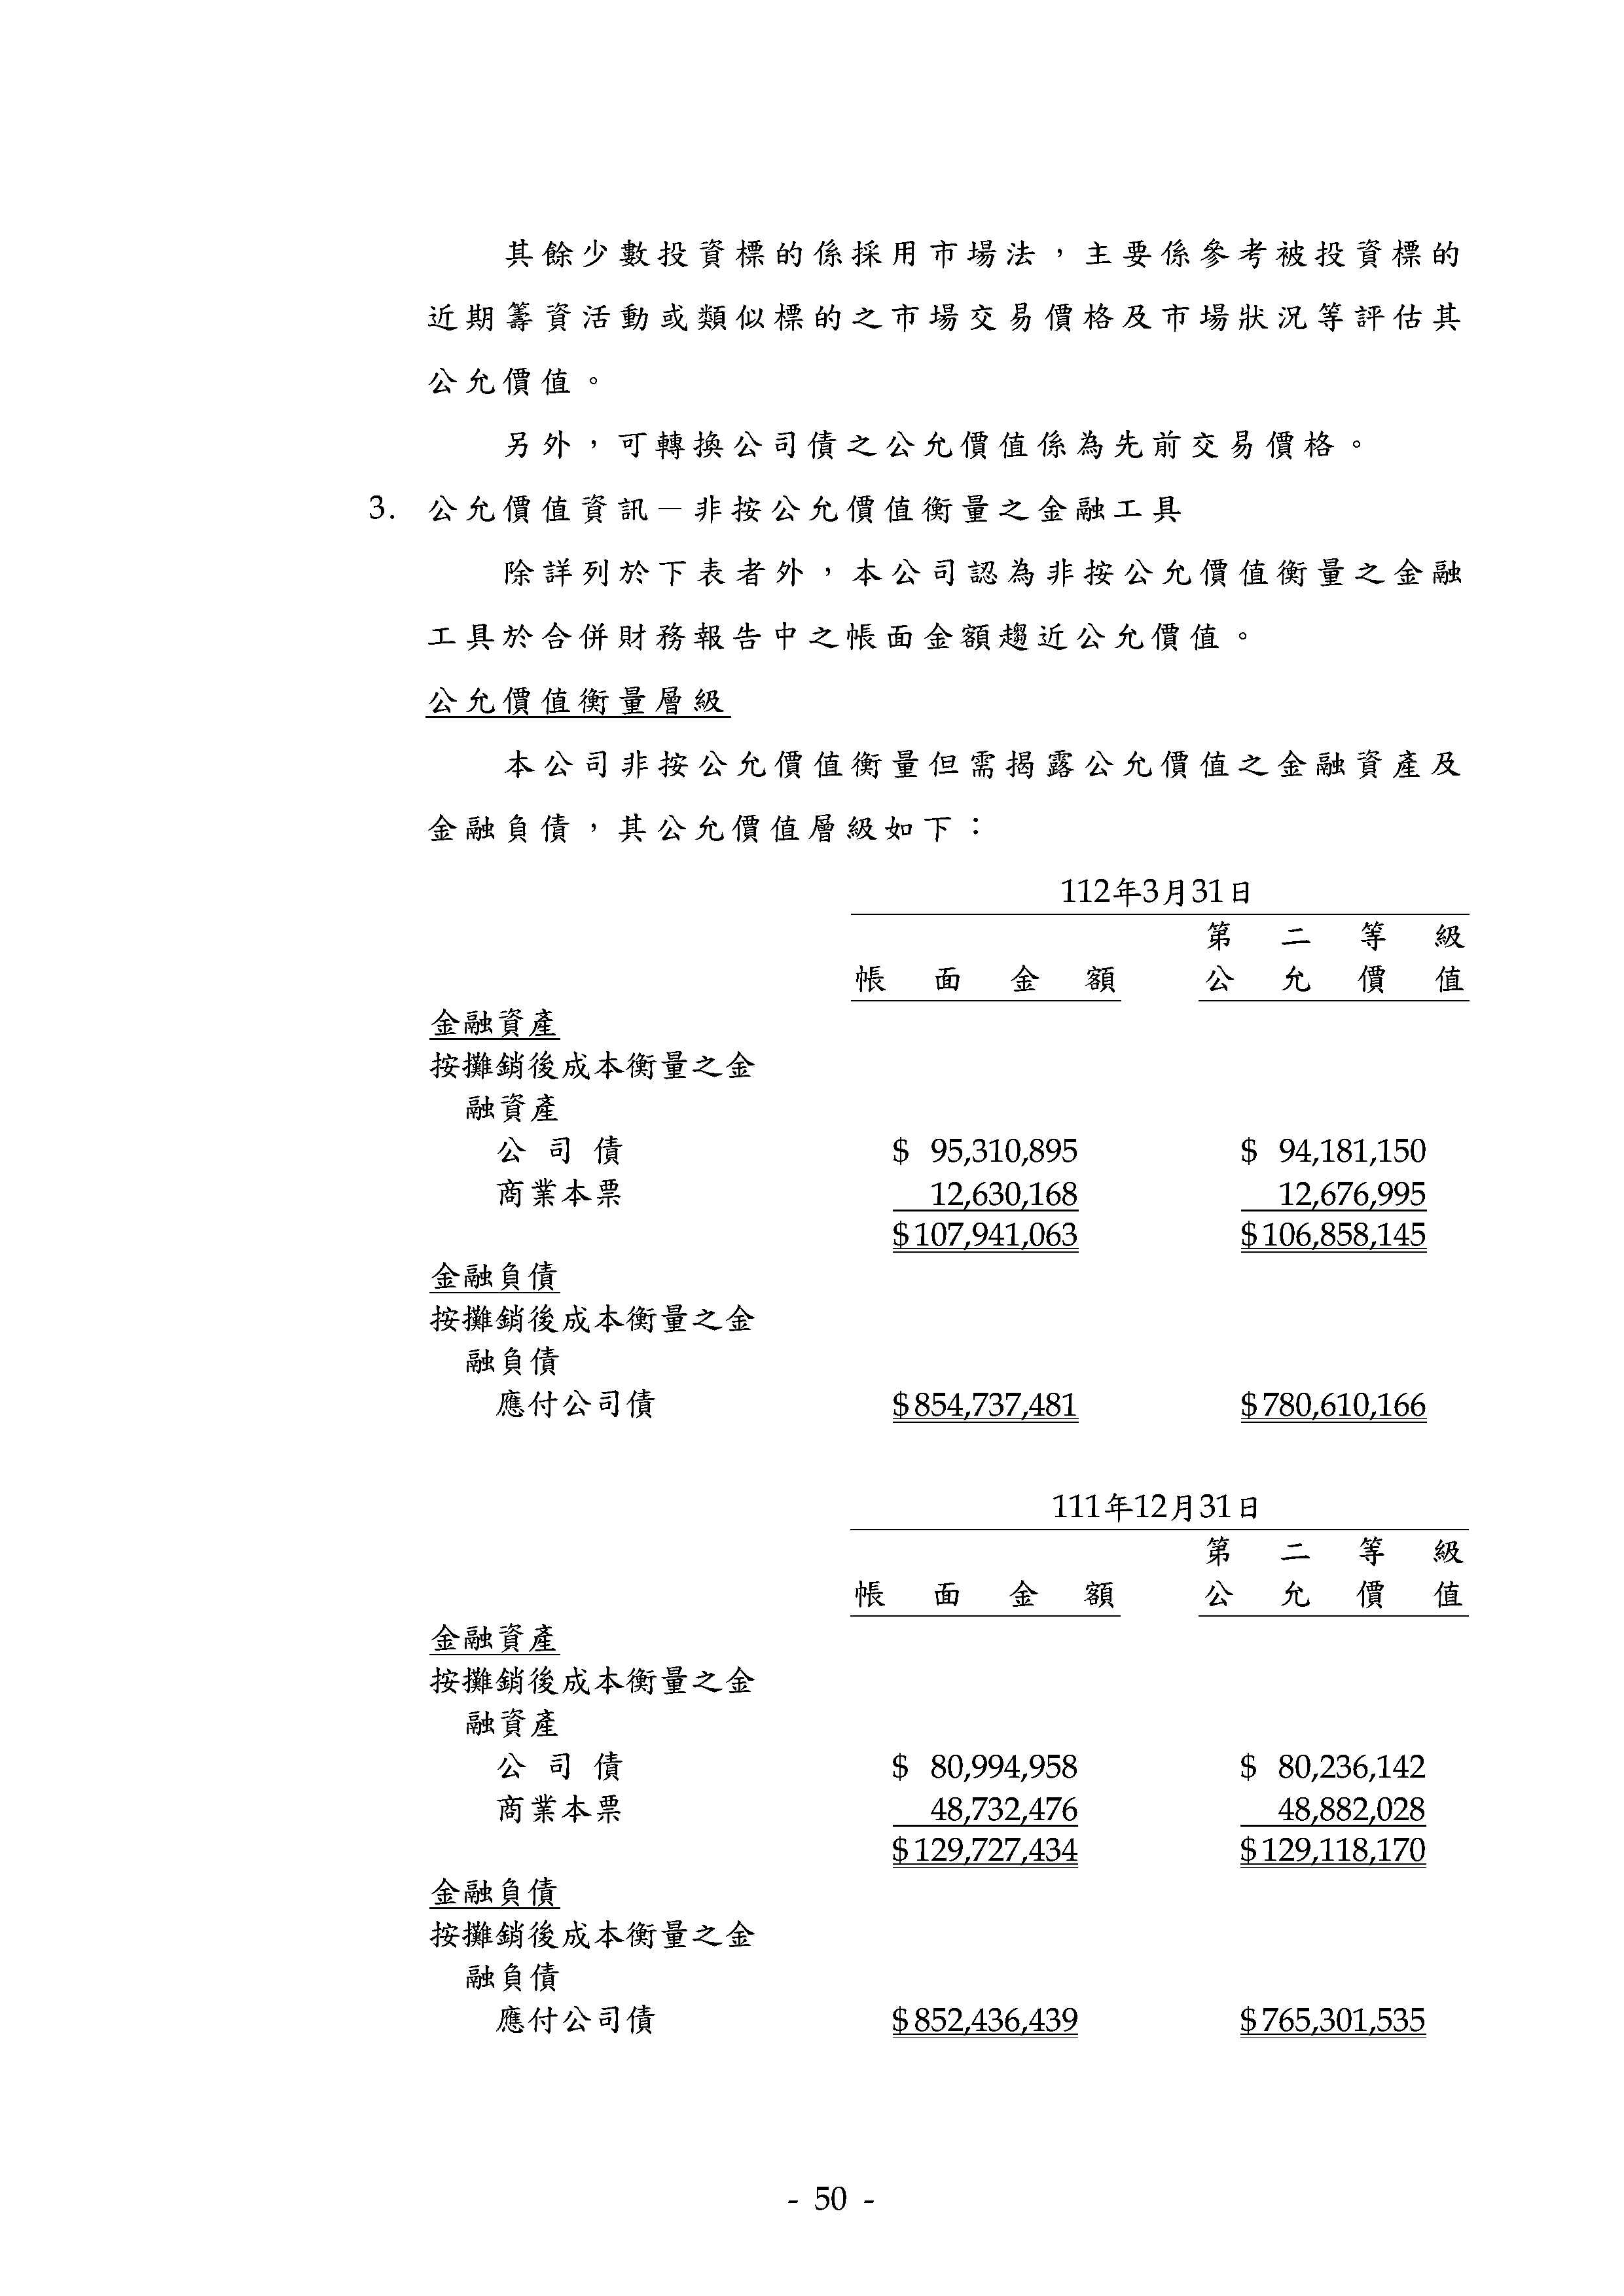 其餘少數投資標的係採用市場法，主要係參考被投資標的
近期籌資活動或類似標的之市場交易價格及市場狀況等評估其
公允價值。
另外，可轉換公司債之公允價值係為先前交易價格。
3. 公允價值資訊－非按公允價值衡量之金融工具
除詳列於下表者外，本公司認為非按公允價值衡量之金融
工具於合併財務報告中之帳面金額趨近公允價值。
公允價值衡量層級
本公司非按公允價值衡量但需揭露公允價值之金融資產及
金融負債，其公允價值層級如下：
112年3月31日
第二等級
帳面金額 公允價值
金融資產
按攤銷後成本衡量之金
融資產
公司債 $ 95,310,895 $ 94,181,150
商業本票 12,630,168 12,676,995
$107,941,063 $106,858,145
金融負債
按攤銷後成本衡量之金
融負債
應付公司債 $854,737,481 $780,610,166
111年12月31日
第二等級
帳面金額 公允價值
金融資產
按攤銷後成本衡量之金
融資產
公司債 $ 80,994,958 $ 80,236,142
商業本票 48,732,476 48,882,028
$129,727,434 $129,118,170
金融負債
按攤銷後成本衡量之金
融負債
應付公司債 $852,436,439 $765,301,535
- 50 -